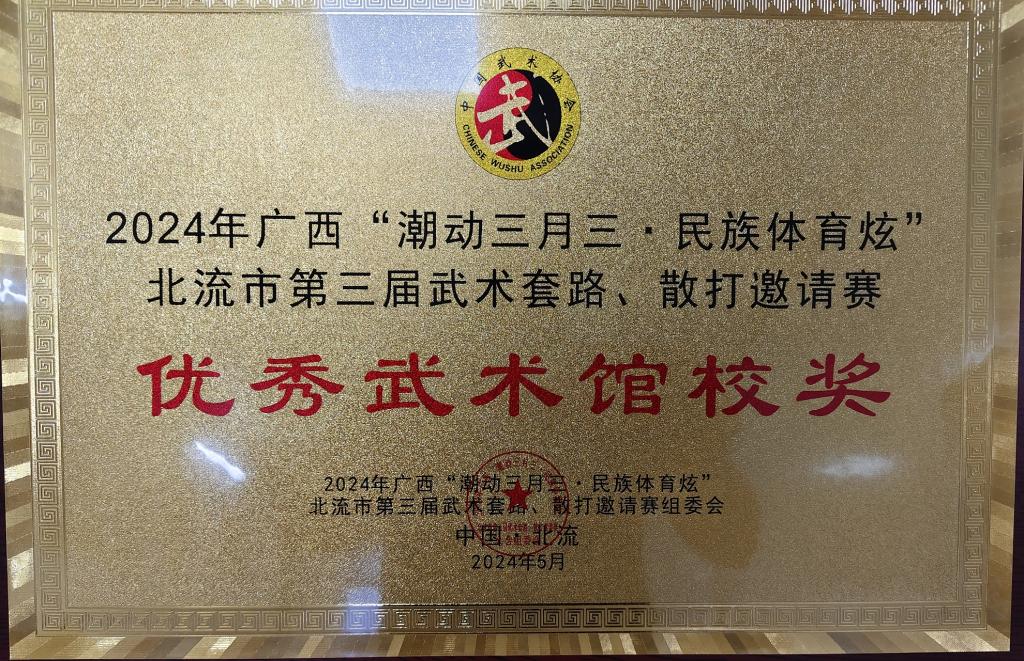 中国武术协会
武
CHINESE WUSHU ASSOCIATION
2024年广西“潮动三月三·民族体育炫”
北流市第三届武术套路、散打邀请赛
优秀武术馆校奖
2024年广西“潮动三月三·民族体育炫”
北流市第三届武术套路、散打邀请赛组委会
中国·北流
2024年5月